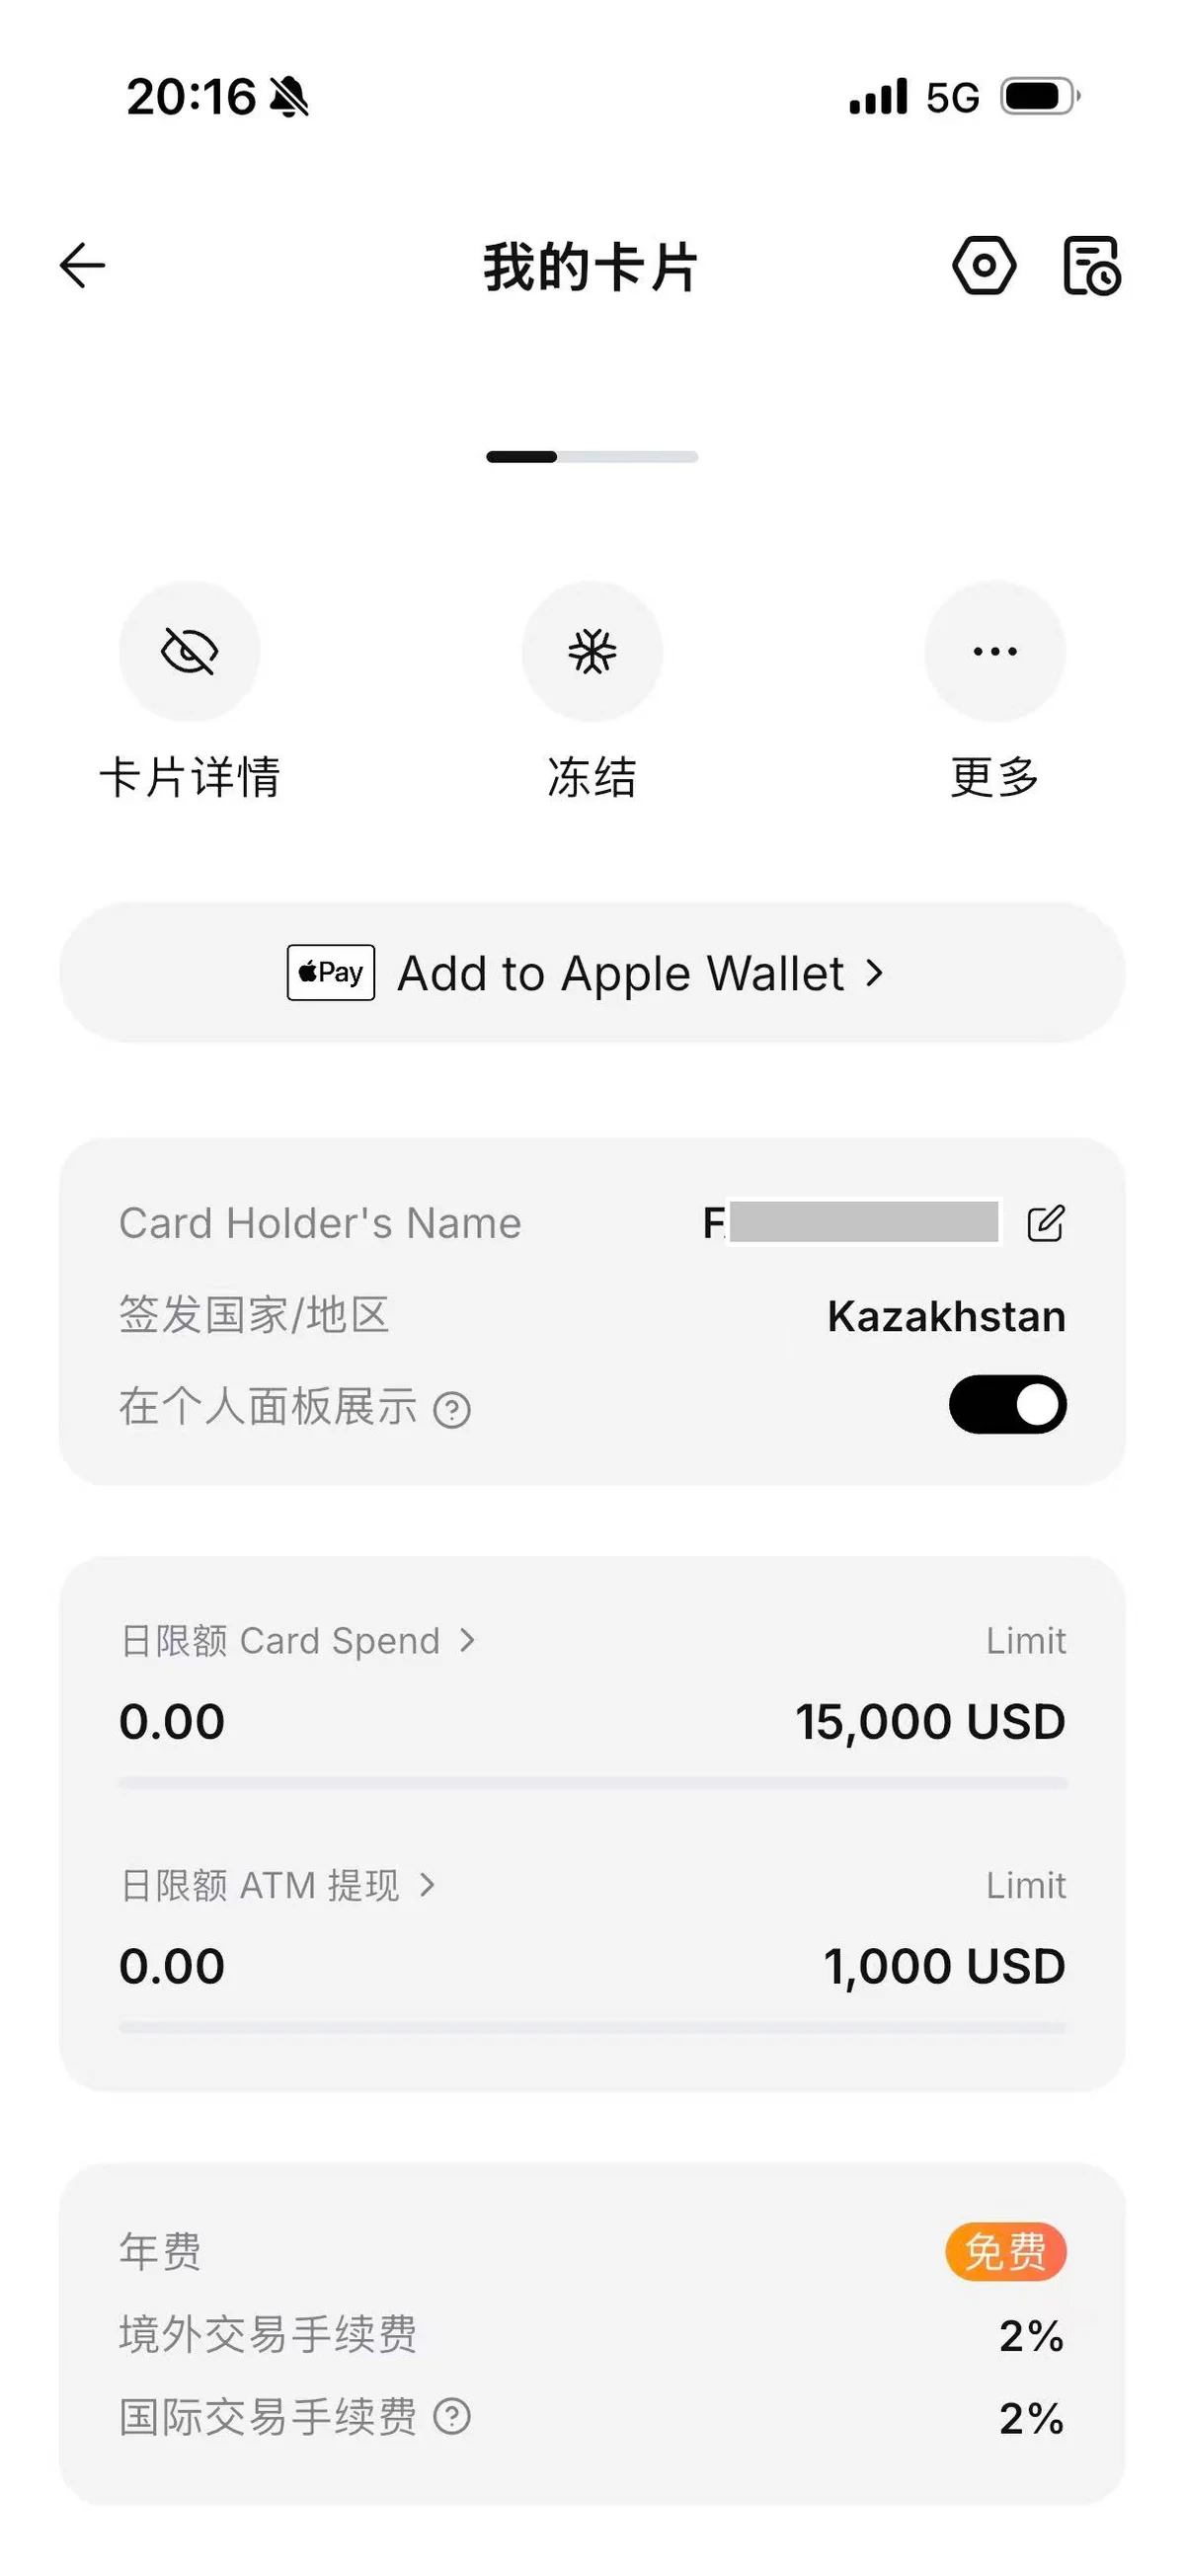 20:16
5G
我的卡片
卡片详情
冻结
更多
Pay Add to Apple Wallet
Card Holder's Name F
签发国家/地区 Kazakhstan
在个人面板展示 ?
日限额 Card Spend Limit
0.00 15,000 USD
日限额 ATM 提现 Limit
0.00 1,000 USD
年费 免费
境外交易手续费 2%
国际交易手续费 ? 2%